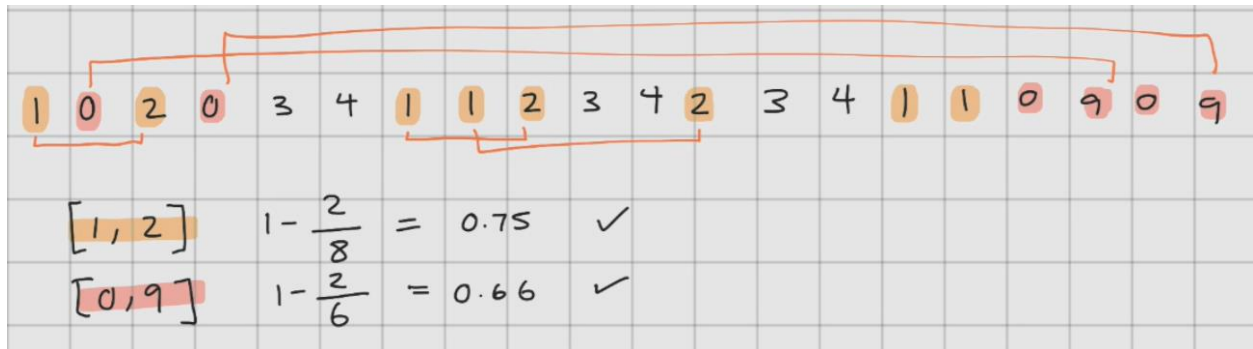 1 0 2 0 3 4 1 1 2 3 4 2 3 4 1 1 0 9 0 9
[1, 2] 1 - 2/8 = 0.75 ✓
[0, 9] 1 - 2/6 = 0.66 ✓